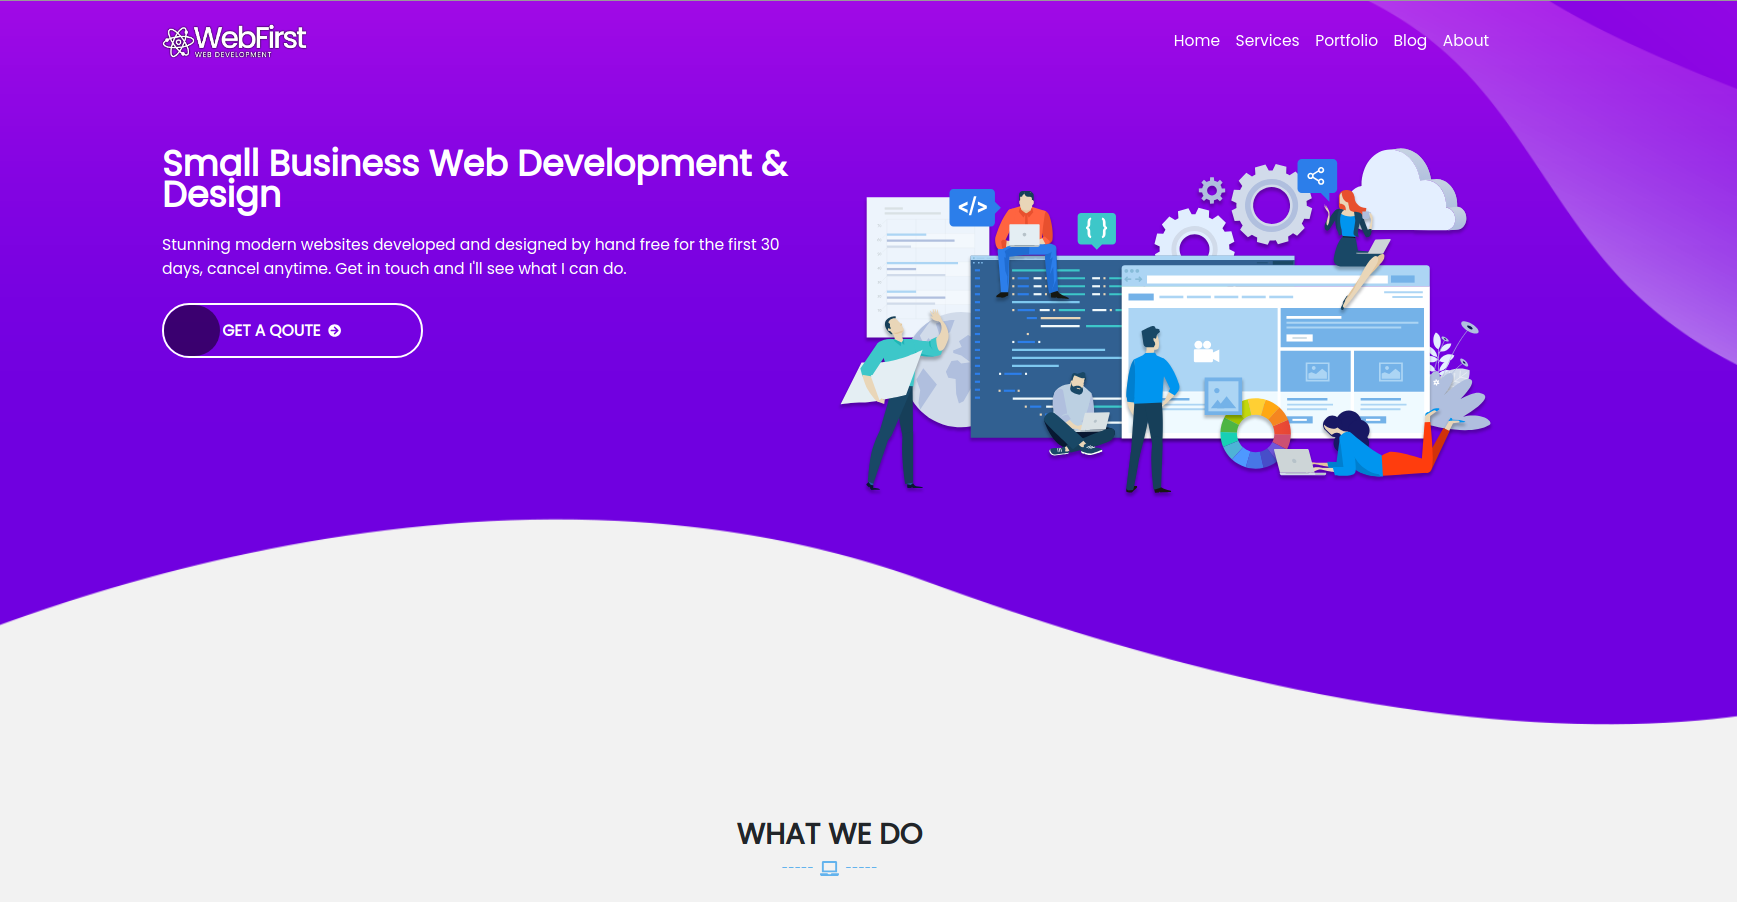 WebFirst
WEB DEVELOPMENT
Home Services Portfolio Blog About
Small Business Web Development &
Design
Stunning modern websites developed and designed by hand free for the first 30
days, cancel anytime. Get in touch and I'll see what I can do.
GET A QOUTE
</>
{ }
WHAT WE DO